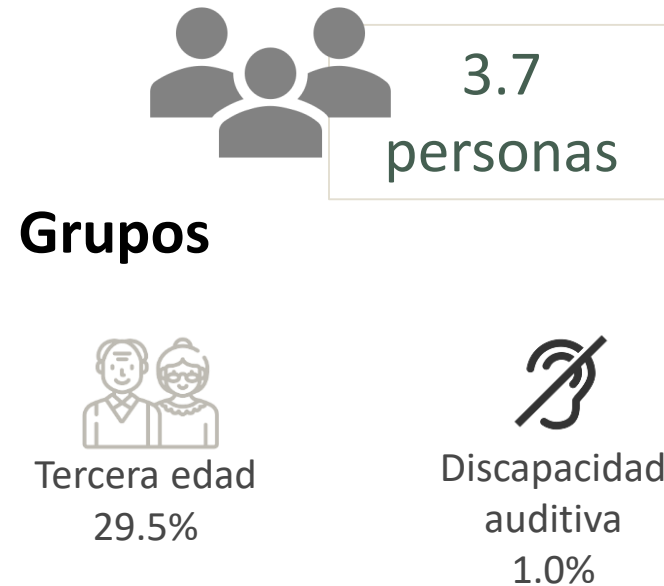 3.7
personas
Grupos
Tercera edad
29.5%
Discapacidad
auditiva
1.0%